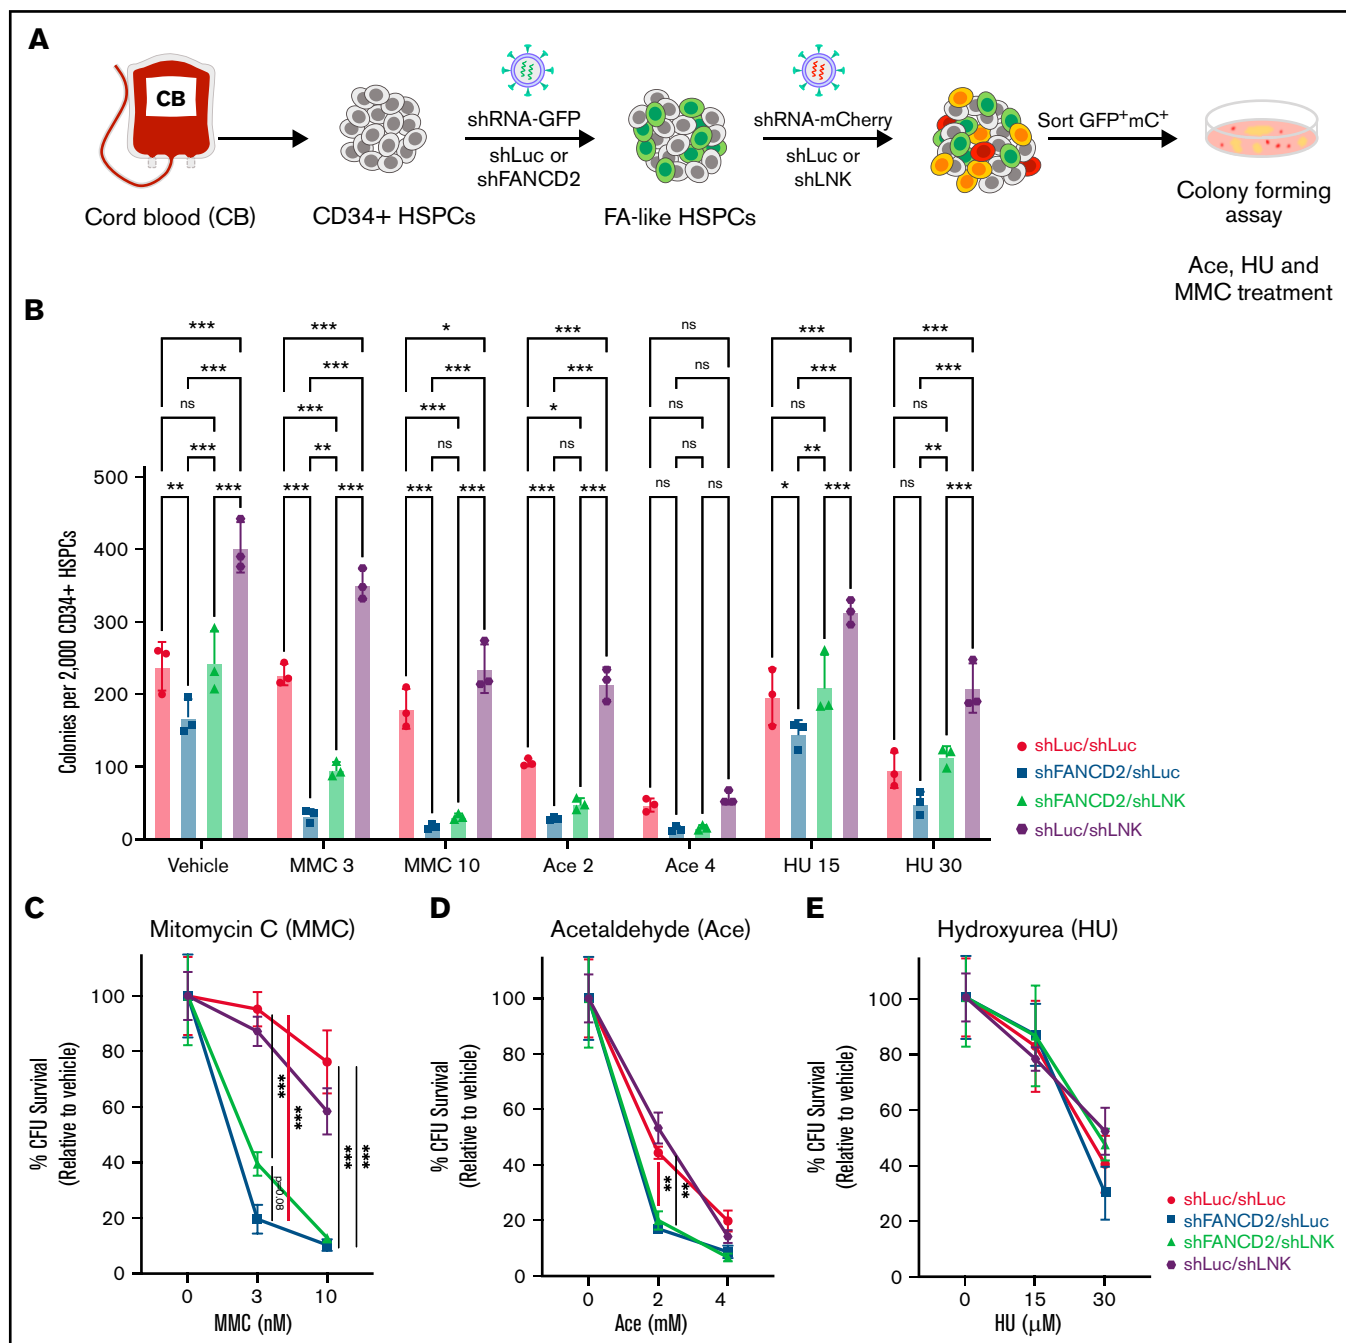 A
CB
Cord blood (CB)
CD34+ HSPCs
shRNA-GFP
shLuc or
shFANCD2
FA-like HSPCs
shRNA-mCherry
shLuc or
shLNK
Sort GFP⁺mC⁺
Colony forming
assay
Ace, HU and
MMC treatment
B
*** *** * *** ns *** ***
*** *** *** *** ns *** ***
ns *** *** * ns ns ns
*** ** ns ns ns ** **
** *** *** *** *** *** *** *** ns ns * *** ns ***
Colonies per 2,000 CD34+ HSPCs
500
400
300
200
100
0
Vehicle MMC 3 MMC 10 Ace 2 Ace 4 HU 15 HU 30
shLuc/shLuc
shFANCD2/shLuc
shFANCD2/shLNK
shLuc/shLNK
C
Mitomycin C (MMC)
% CFU Survival
(Relative to vehicle)
100
80
60
40
20
0
***
***
***
***
p=0.08
0 3 10
MMC (nM)
D
Acetaldehyde (Ace)
% CFU Survival
(Relative to vehicle)
100
80
60
40
20
0
**
**
0 2 4
Ace (mM)
E
Hydroxyurea (HU)
% CFU Survival
(Relative to vehicle)
100
80
60
40
20
0
0 15 30
HU (μM)
shLuc/shLuc
shFANCD2/shLuc
shFANCD2/shLNK
shLuc/shLNK